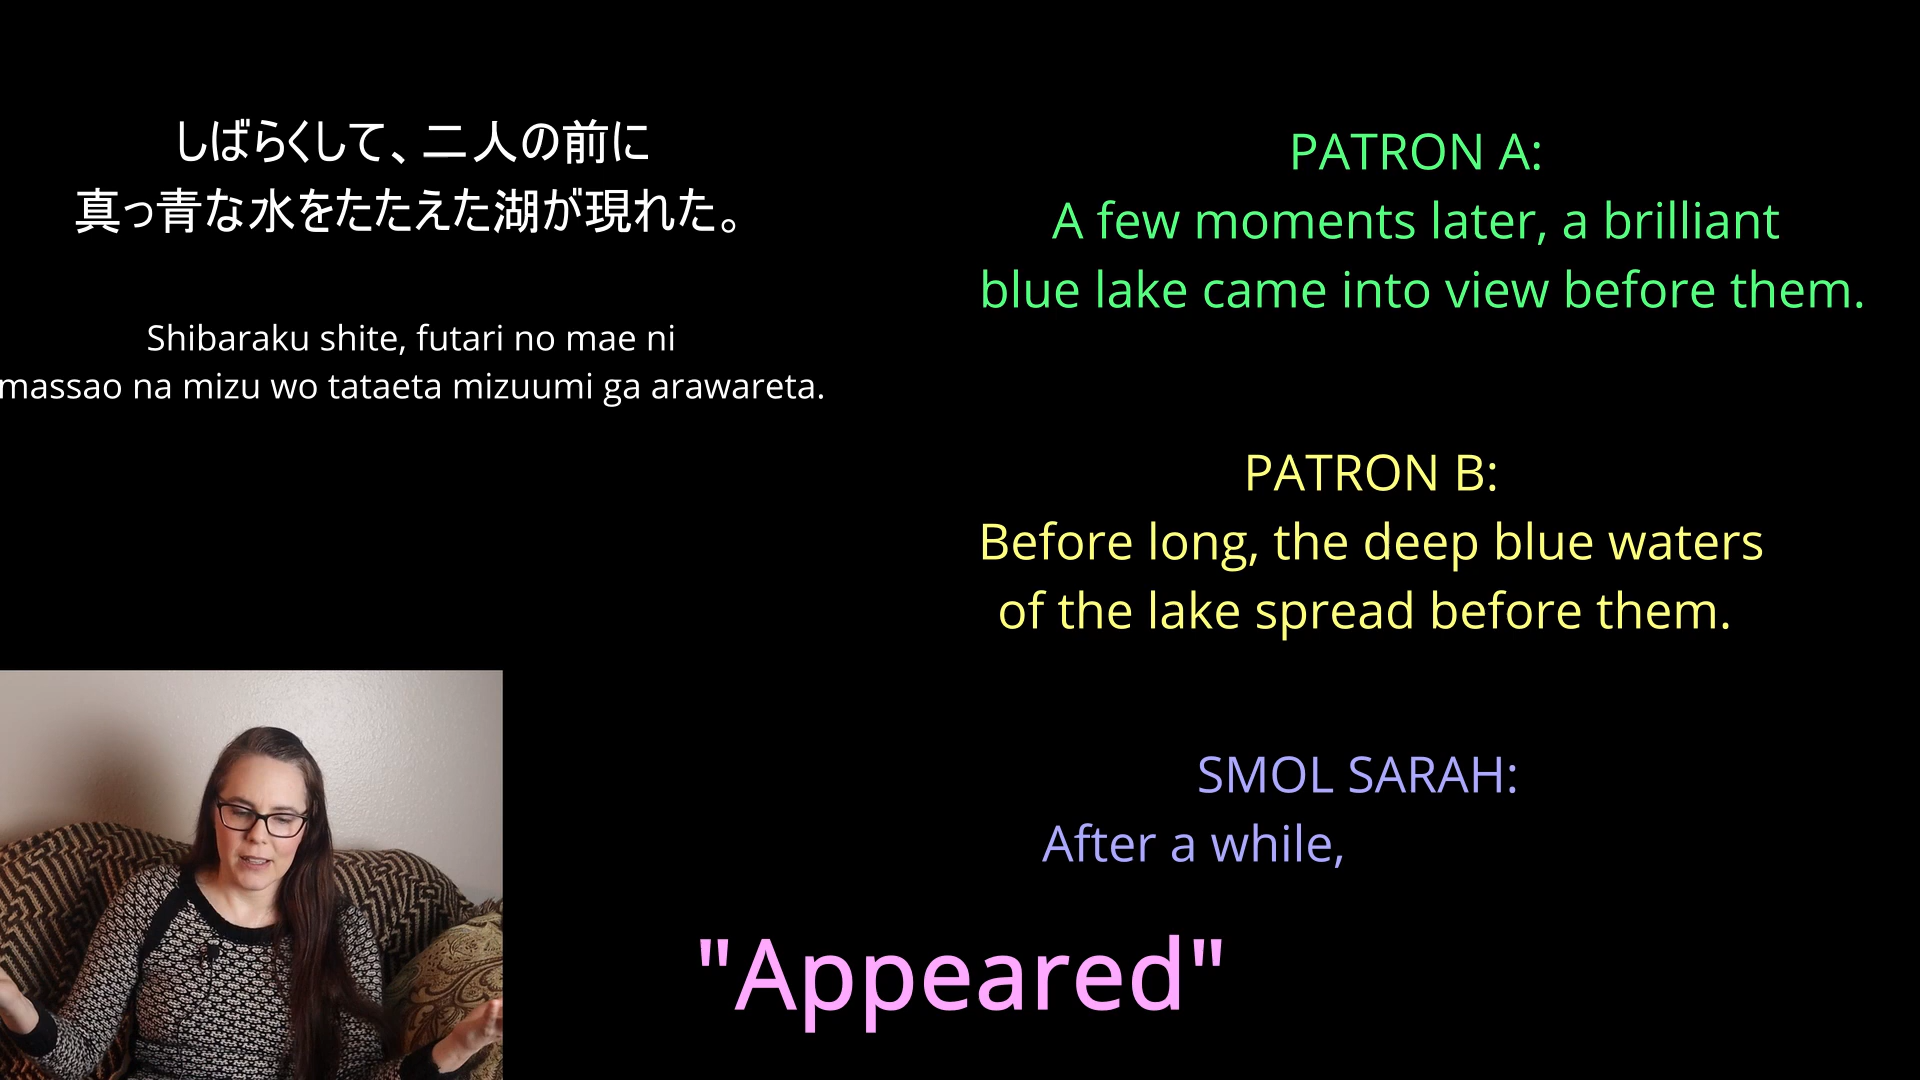 しばらくして、二人の前に
真っ青な水をたたえた湖が現れた。
Shibaraku shite, futari no mae ni
massao na mizu wo tataeta mizuumi ga arawareta.
PATRON A:
A few moments later, a brilliant
blue lake came into view before them.
PATRON B:
Before long, the deep blue waters
of the lake spread before them.
SMOL SARAH:
After a while,
"Appeared"